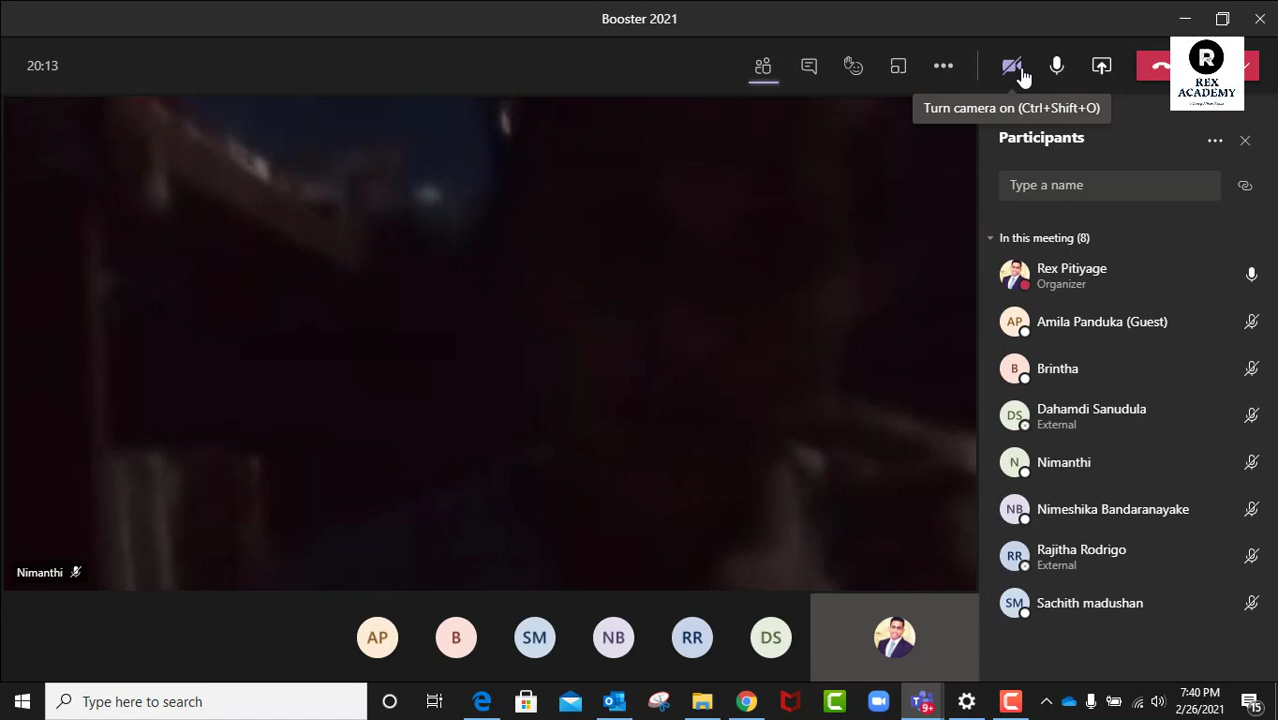 Booster 2021
20:13
R
REX
ACADEMY
Turn camera on (Ctrl+Shift+O)
Participants
Type a name
In this meeting (8)
Rex Pitiyage
Organizer
AP
Amila Panduka (Guest)
B
Brintha
DS
Dahamdi Sanudula
External
N
Nimanthi
NB
Nimeshika Bandaranayake
RR
Rajitha Rodrigo
External
SM
Sachith madushan
Nimanthi
AP B SM NB RR DS
Type here to search
9+
7:40 PM
2/26/2021
15